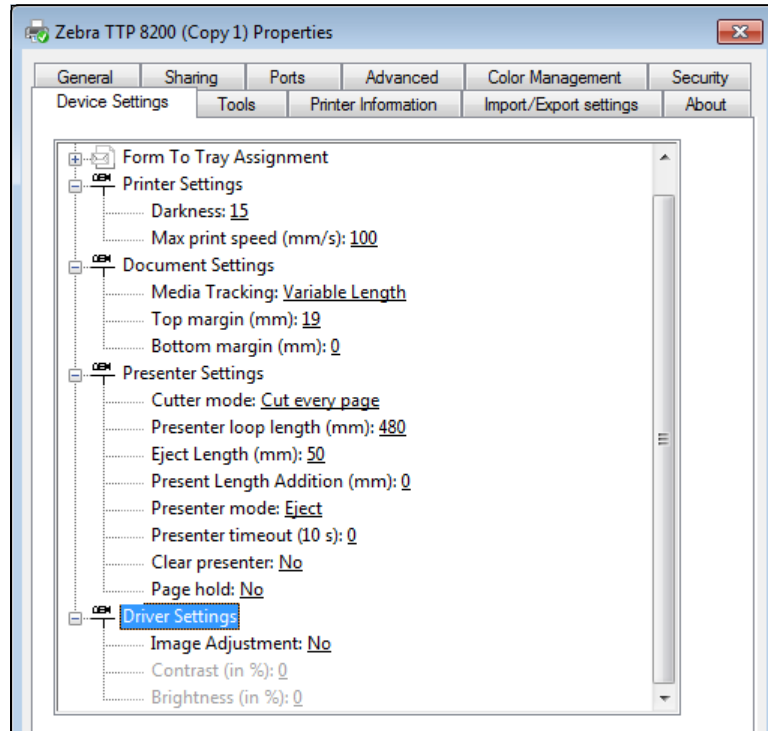 Zebra TTP 8200 (Copy 1) Properties
General Sharing Ports Advanced Color Management Security
Device Settings Tools Printer Information Import/Export settings About
Form To Tray Assignment
OEM Printer Settings
Darkness: 15
Max print speed (mm/s): 100
OEM Document Settings
Media Tracking: Variable Length
Top margin (mm): 19
Bottom margin (mm): 0
OEM Presenter Settings
Cutter mode: Cut every page
Presenter loop length (mm): 480
Eject Length (mm): 50
Present Length Addition (mm): 0
Presenter mode: Eject
Presenter timeout (10 s): 0
Clear presenter: No
Page hold: No
OEM Driver Settings
Image Adjustment: No
Contrast (in %): 0
Brightness (in %): 0